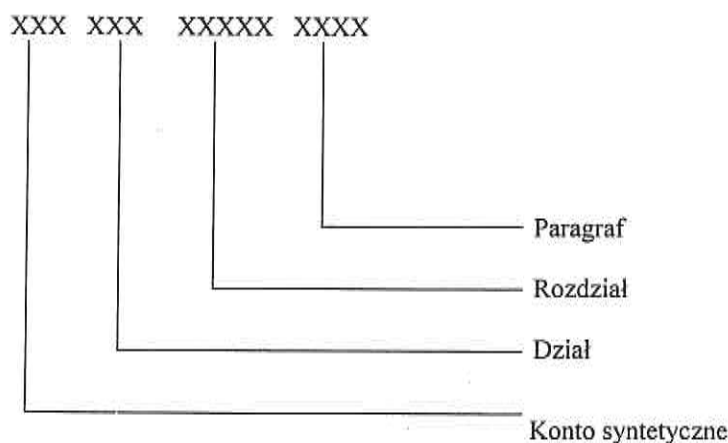 XXX XXX XXXXX XXXX
Paragraf
Rozdział
Dział
Konto syntetyczne